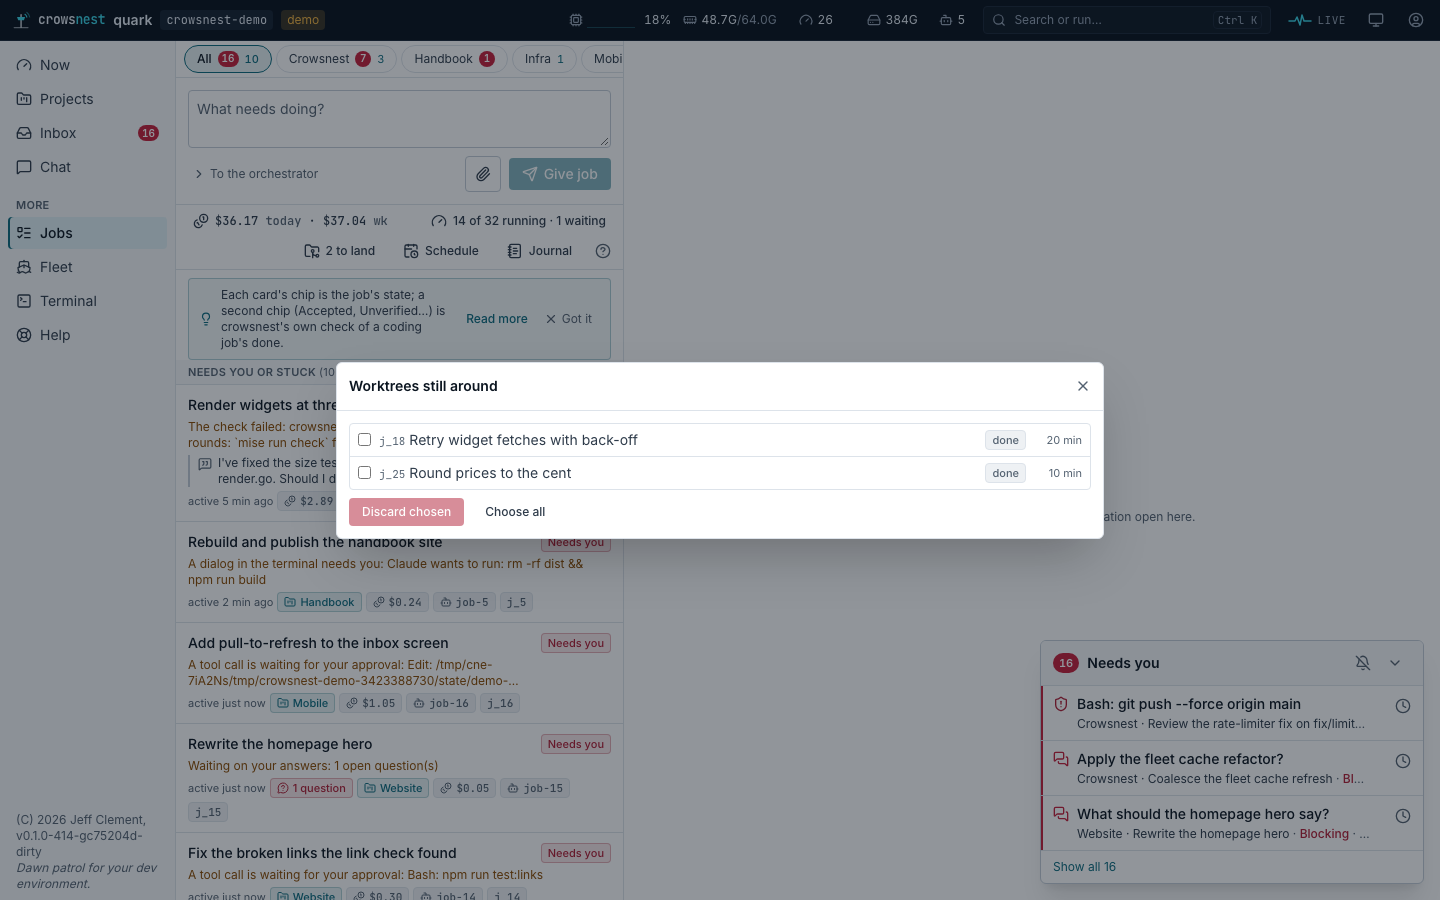 crowsnest quark crowsnest-demo demo 18% 48.7G/64.0G 26 384G 5 Search or run... Ctrl K LIVE
Now
Projects
Inbox 16
Chat
MORE
Jobs
Fleet
Terminal
Help
(C) 2026 Jeff Clement,
v0.1.0-414-gc75204d-
dirty
Dawn patrol for your dev
environment.
All 16 10 Crowsnest 7 3 Handbook 1 Infra 1 Mobi
What needs doing?
To the orchestrator
Give job
$36.17 today · $37.04 wk 14 of 32 running · 1 waiting
2 to land Schedule Journal
Each card's chip is the job's state; a
second chip (Accepted, Unverified...) is
crowsnest's own check of a coding
job's done.
Read more Got it
NEEDS YOU OR STUCK (10
Render widgets at thre
The check failed: crowsne
rounds: `mise run check` f
I've fixed the size tes
render.go. Should I d
active 5 min ago $2.89
Rebuild and publish the handbook site Needs you
A dialog in the terminal needs you: Claude wants to run: rm -rf dist &&
npm run build
active 2 min ago Handbook $0.24 job-5 j_5
Add pull-to-refresh to the inbox screen Needs you
A tool call is waiting for your approval: Edit: /tmp/cne-
7iA2Ns/tmp/crowsnest-demo-3423388730/state/demo-...
active just now Mobile $1.05 job-16 j_16
Rewrite the homepage hero Needs you
Waiting on your answers: 1 open question(s)
active just now 1 question Website $0.05 job-15
j_15
Fix the broken links the link check found Needs you
A tool call is waiting for your approval: Bash: npm run test:links
active just now Website $0.30 job-14 j_14
Worktrees still around
j_18 Retry widget fetches with back-off done 20 min
j_25 Round prices to the cent done 10 min
Discard chosen Choose all
ation open here.
16 Needs you
Bash: git push --force origin main
Crowsnest · Review the rate-limiter fix on fix/limit...
Apply the fleet cache refactor?
Crowsnest · Coalesce the fleet cache refresh · Bl...
What should the homepage hero say?
Website · Rewrite the homepage hero · Blocking · ...
Show all 16